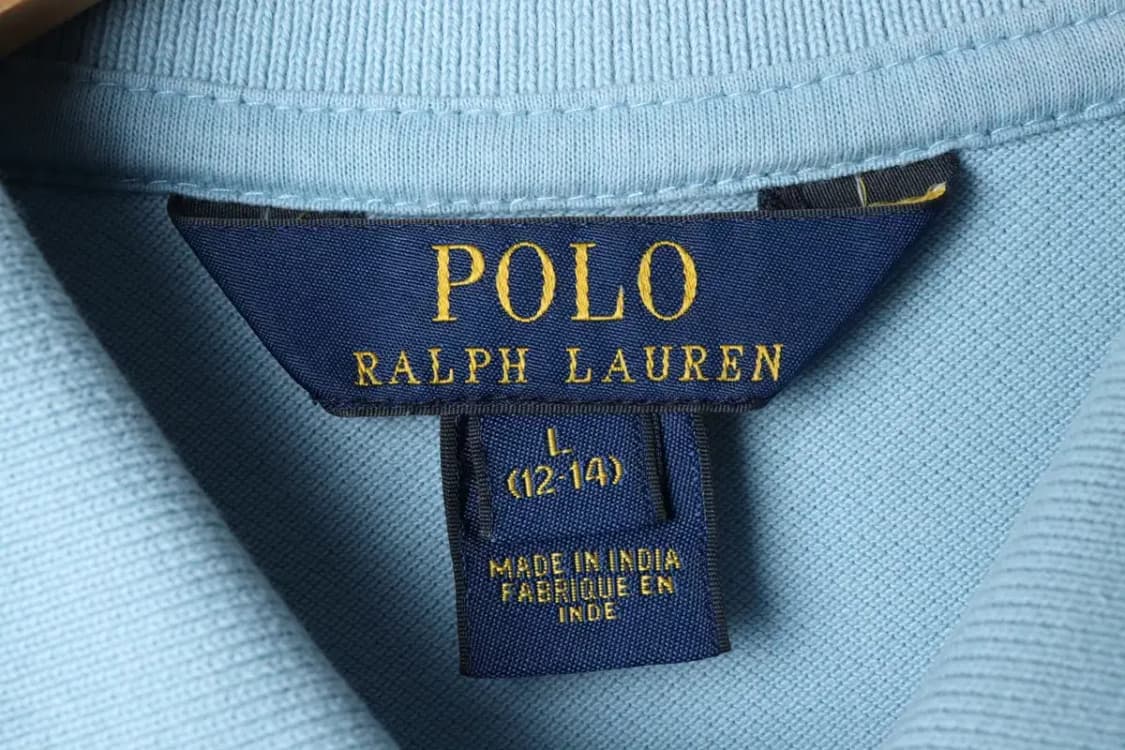 POLO
RALPH LAUREN
L
(12-14)
MADE IN INDIA
FABRIQUE EN
INDE